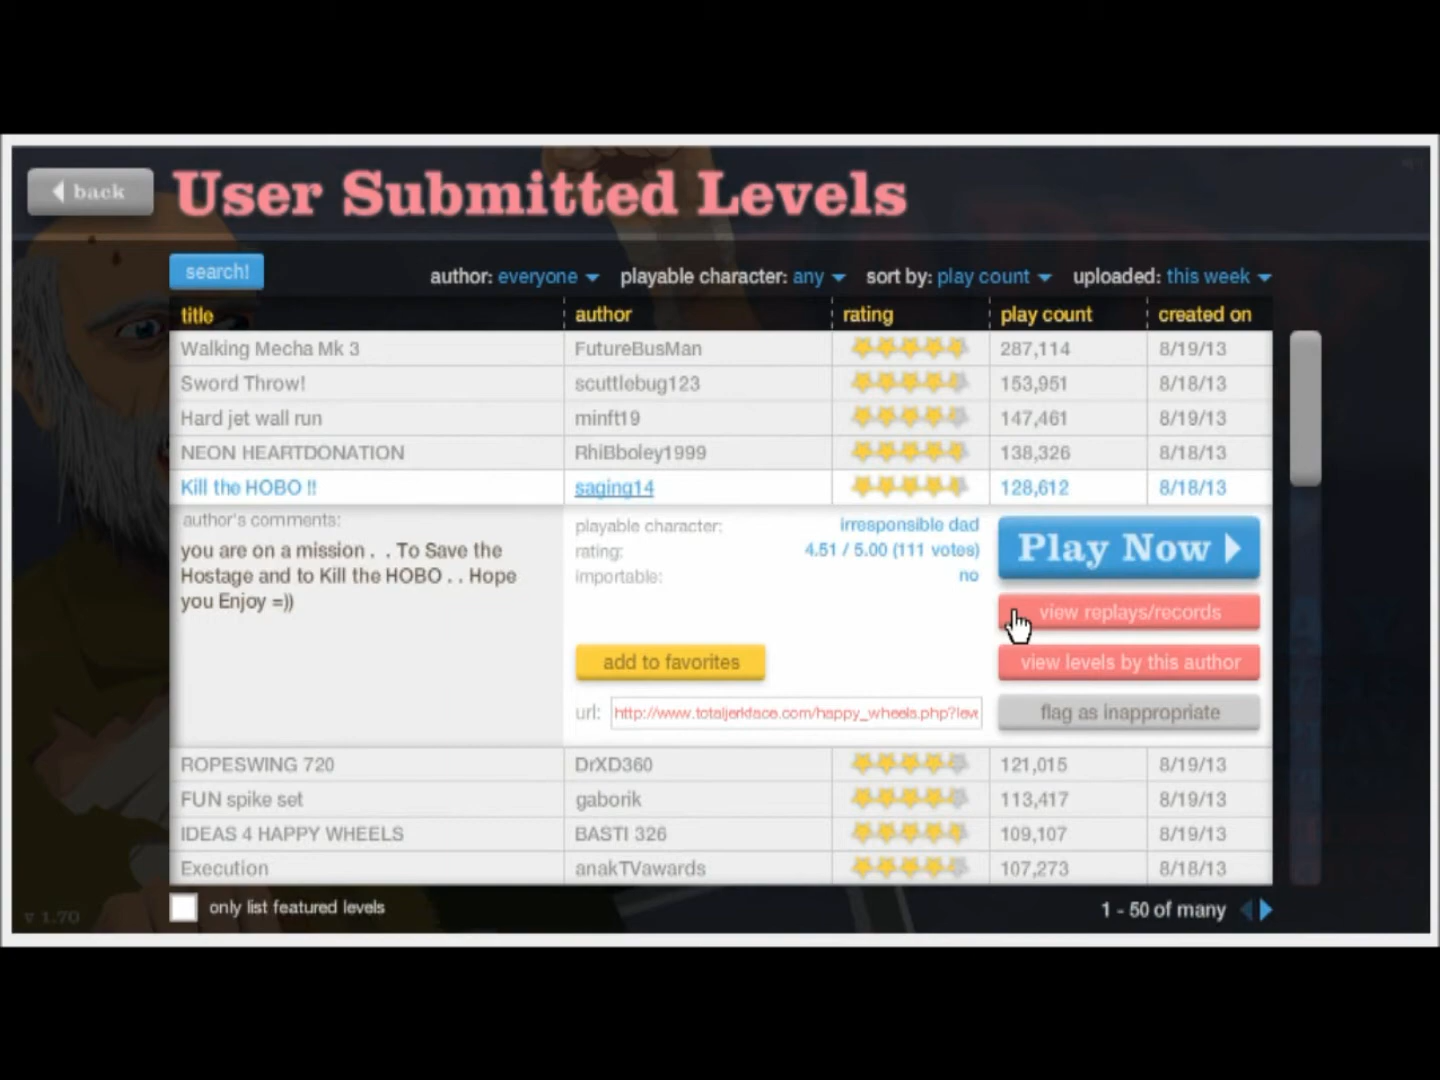 back
User Submitted Levels
search!
author: everyone playable character: any sort by: play count uploaded: this week
title author rating play count created on
Walking Mecha Mk 3 FutureBusMan 287,114 8/19/13
Sword Throw! scuttlebug123 153,951 8/18/13
Hard jet wall run minft19 147,461 8/19/13
NEON HEARTDONATION RhiBboley1999 138,326 8/18/13
Kill the HOBO !! saging14 128,612 8/18/13
author's comments:
you are on a mission . . To Save the
Hostage and to Kill the HOBO . . Hope
you Enjoy =))
playable character: irresponsible dad
rating: 4.51 / 5.00 (111 votes)
importable: no
add to favorites
url: http://www.totaljerkface.com/happy_wheels.php?leve
Play Now
view replays/records
view levels by this author
flag as inappropriate
ROPESWING 720 DrXD360 121,015 8/19/13
FUN spike set gaborik 113,417 8/19/13
IDEAS 4 HAPPY WHEELS BASTI 326 109,107 8/19/13
Execution anakTVawards 107,273 8/18/13
only list featured levels
1 - 50 of many
v 1.70